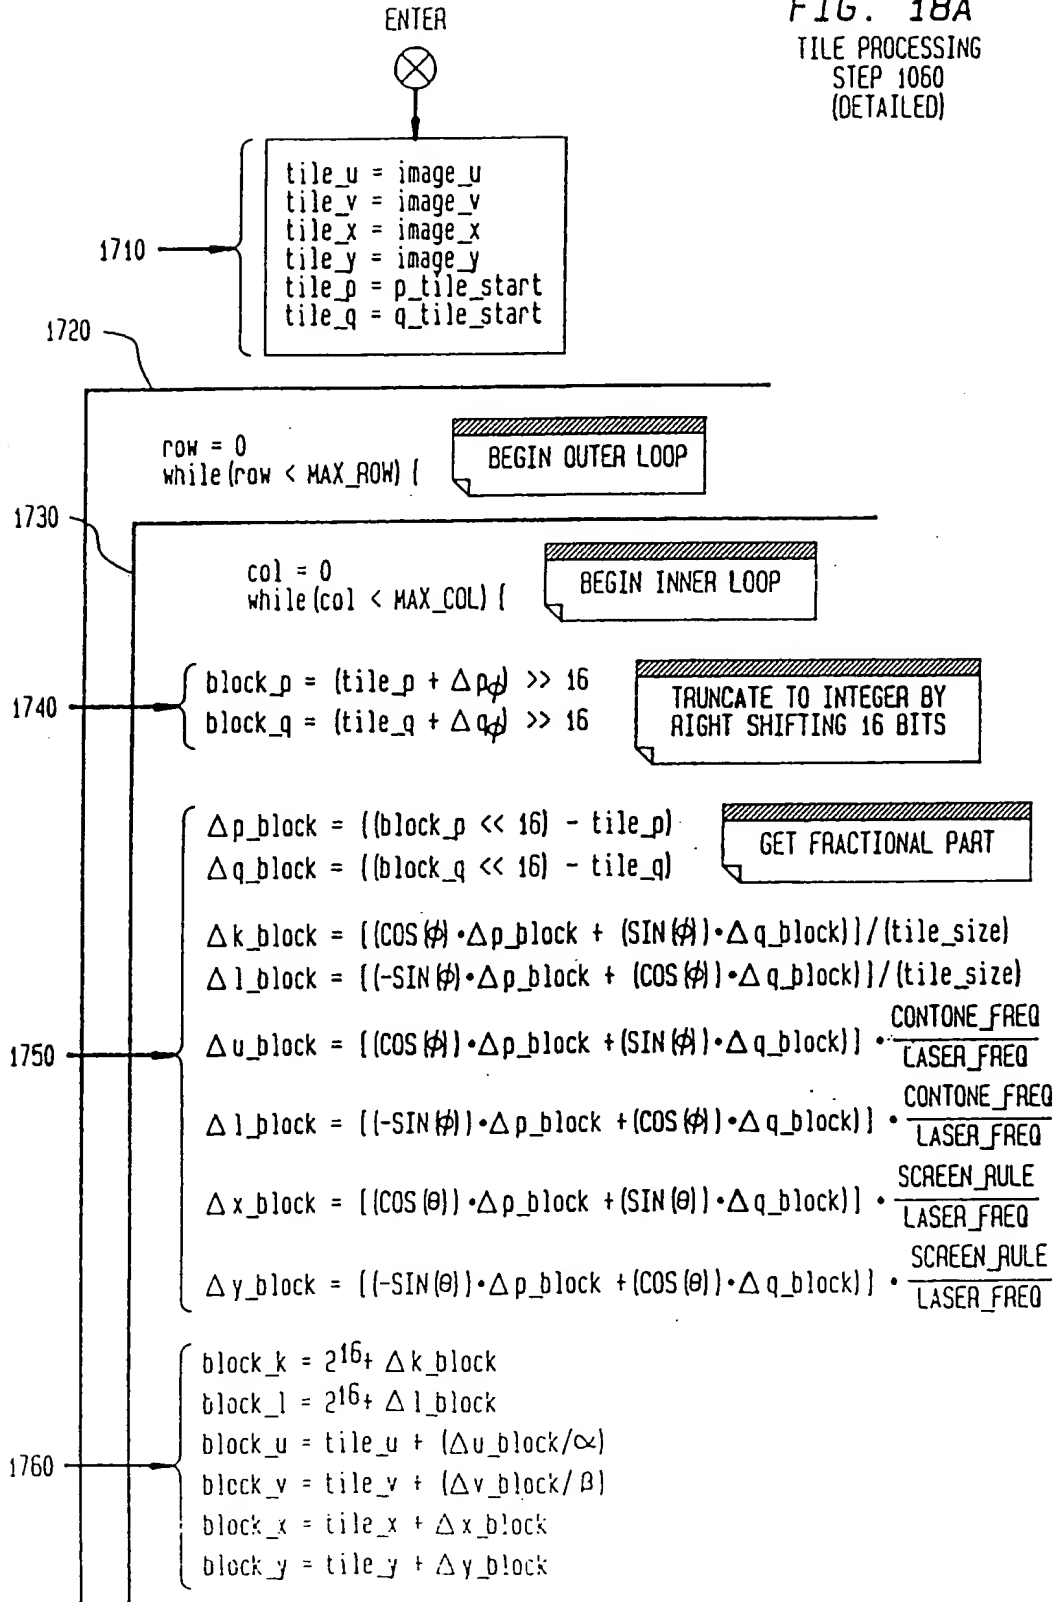 ENTER
FIG. 18A
TILE PROCESSING
STEP 1060
(DETAILED)
tile_u = image_u
tile_v = image_v
tile_x = image_x
tile_y = image_y
tile_p = p_tile_start
tile_q = q_tile_start
1710
1720
row = 0
while(row < MAX_ROW) {
BEGIN OUTER LOOP
1730
col = 0
while(col < MAX_COL) {
BEGIN INNER LOOP
1740
block_p = (tile_p + Δpϕ) >> 16
block_q = (tile_q + Δqϕ) >> 16
TRUNCATE TO INTEGER BY
RIGHT SHIFTING 16 BITS
1750
Δp_block = ((block_p << 16) - tile_p)
Δq_block = ((block_q << 16) - tile_q)
GET FRACTIONAL PART
Δk_block = [(COS(ϕ)•Δp_block + (SIN(ϕ))•Δq_block)]/(tile_size)
Δl_block = [(-SIN(ϕ)•Δp_block + (COS(ϕ))•Δq_block)]/(tile_size)
Δu_block = [(COS(ϕ))•Δp_block +(SIN(ϕ))•Δq_block)] • CONTONE_FREQ/LASER_FREQ
Δl_block = [(-SIN(ϕ))•Δp_block +(COS(ϕ))•Δq_block)] • CONTONE_FREQ/LASER_FREQ
Δx_block = [(COS(θ))•Δp_block +(SIN(θ))•Δq_block)] • SCREEN_RULE/LASER_FREQ
Δy_block = [(-SIN(θ))•Δp_block +(COS(θ))•Δq_block)] • SCREEN_RULE/LASER_FREQ
1760
block_k = 2¹⁶+ Δk_block
block_l = 2¹⁶+ Δl_block
block_u = tile_u + (Δu_block/∝)
block_v = tile_v + (Δv_block/β)
block_x = tile_x + Δx_block
block_y = tile_y + Δy_block